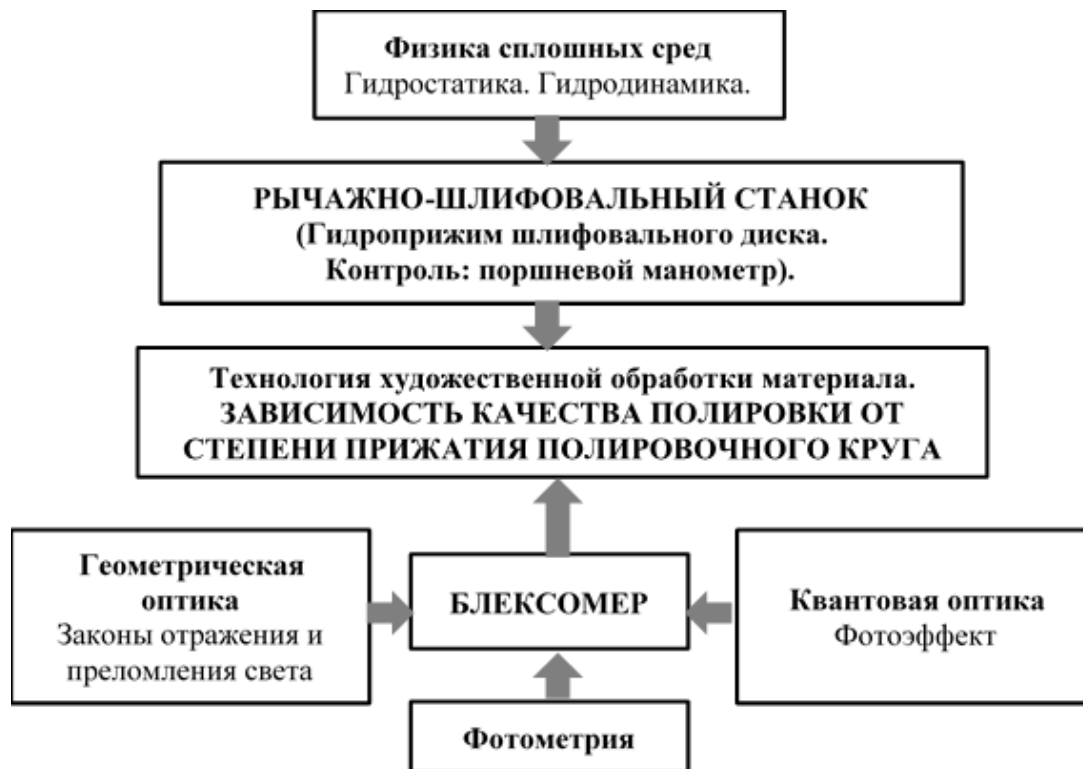 Физика сплошных сред
Гидростатика. Гидродинамика.
РЫЧАЖНО-ШЛИФОВАЛЬНЫЙ СТАНОК
(Гидроприжим шлифовального диска.
Контроль: поршневой манометр).
Технология художественной обработки материала.
ЗАВИСИМОСТЬ КАЧЕСТВА ПОЛИРОВКИ ОТ
СТЕПЕНИ ПРИЖАТИЯ ПОЛИРОВОЧНОГО КРУГА
Геометрическая
оптика
Законы отражения и
преломления света
БЛЕКСОМЕР
Квантовая оптика
Фотоэффект
Фотометрия